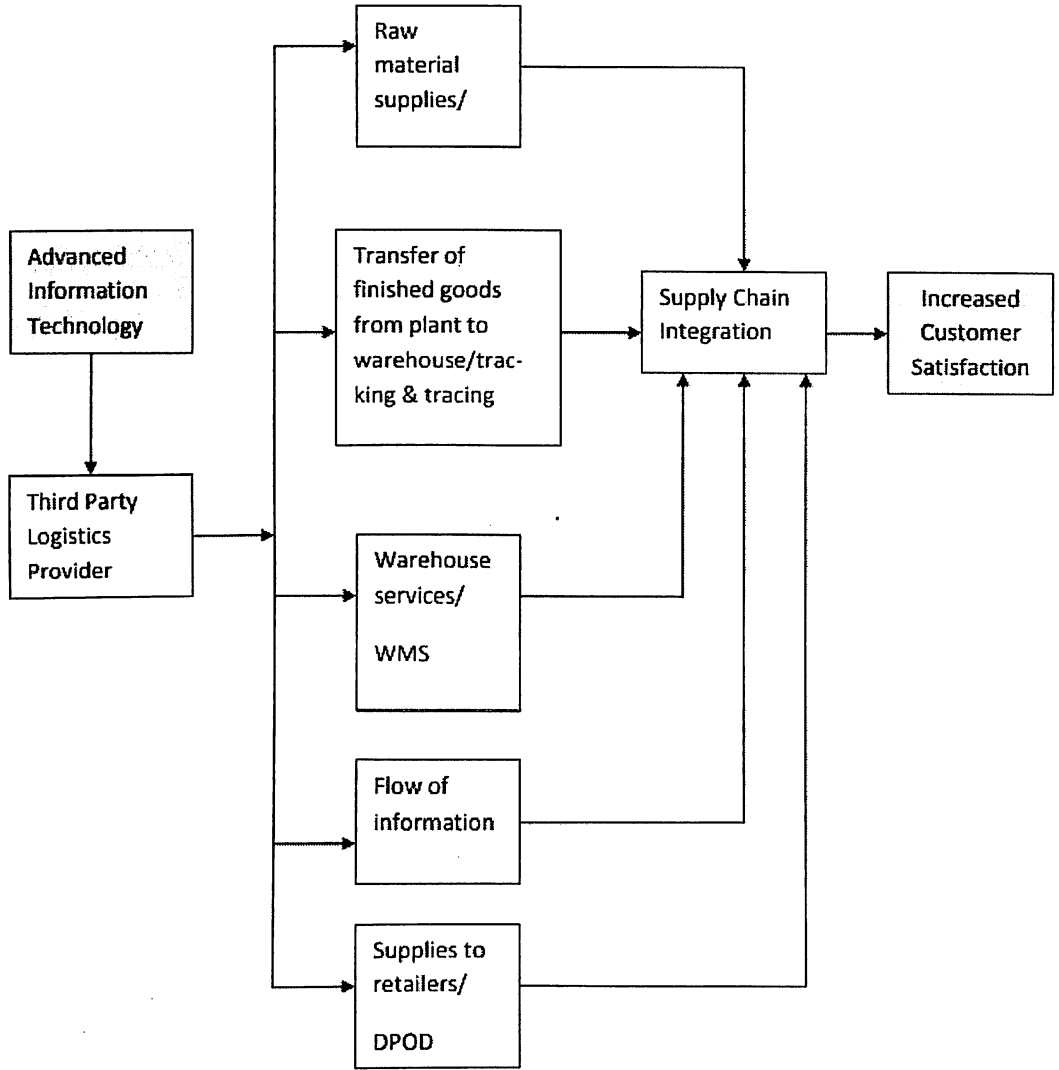 Raw
material
supplies/
Advanced
Information
Technology
Transfer of
finished goods
from plant to
warehouse/trac-
king & tracing
Supply Chain
Integration
Increased
Customer
Satisfaction
Third Party
Logistics
Provider
Warehouse
services/
WMS
Flow of
information
Supplies to
retailers/
DPOD